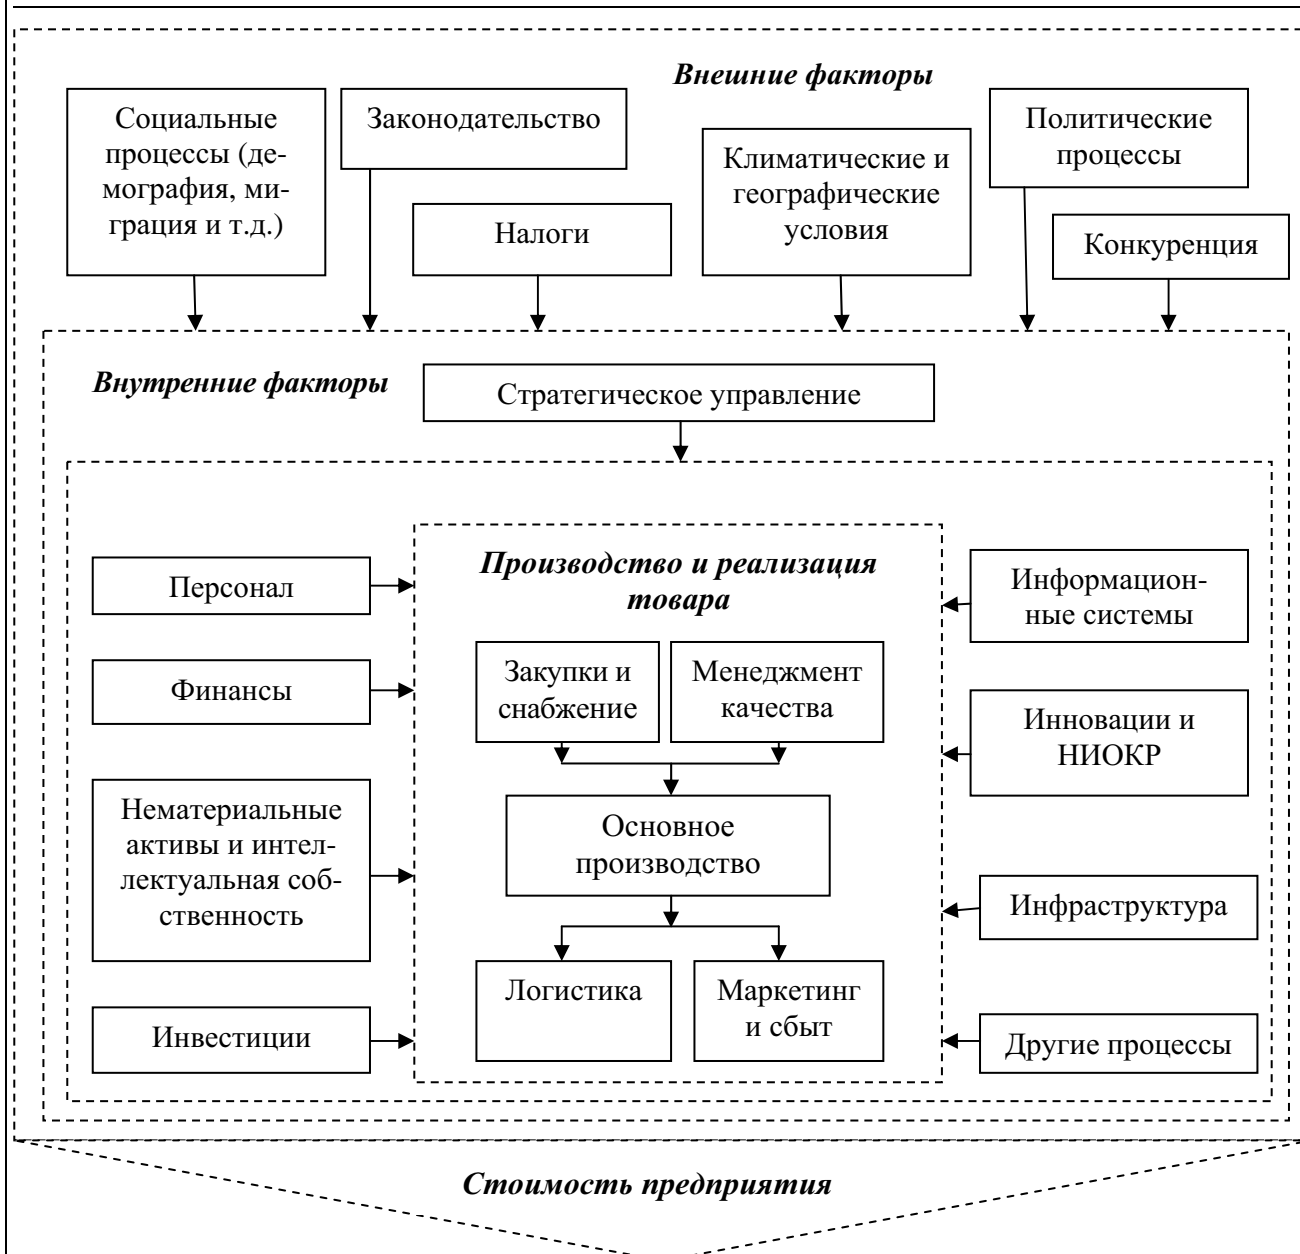 Внешние факторы
Социальные
процессы (де-
мография, ми-
грация и т.д.)
Законодательство
Налоги
Климатические и
географические
условия
Политические
процессы
Конкуренция
Внутренние факторы
Стратегическое управление
Персонал
Финансы
Нематериальные
активы и интел-
лектуальная соб-
ственность
Инвестиции
Производство и реализация
товара
Закупки и
снабжение
Менеджмент
качества
Основное
производство
Логистика
Маркетинг
и сбыт
Информацион-
ные системы
Инновации и
НИОКР
Инфраструктура
Другие процессы
Стоимость предприятия